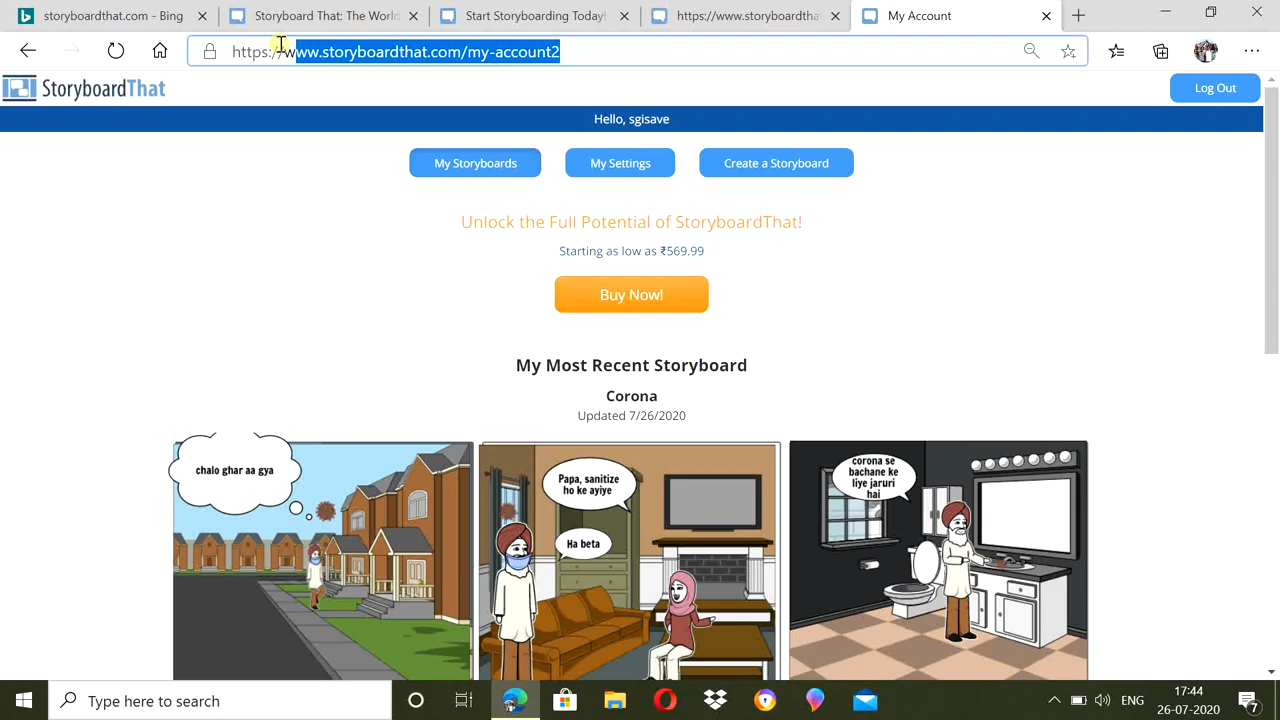 storyboardthat.com - Bing
Storyboard That: The Worl
Start Storyboarding Today!
https://www.storyboardthat.c
My Account
https://www.storyboardthat.com/my-account2
StoryboardThat
Log Out
Hello, sgisave
My Storyboards
My Settings
Create a Storyboard
Unlock the Full Potential of StoryboardThat!
Starting as low as ₹569.99
Buy Now!
My Most Recent Storyboard
Corona
Updated 7/26/2020
chalo ghar aa gya
Papa, sanitize
ho ke ayiye
Ha beta
corona se
bachane ke
liye jaruri
hai
Type here to search
ENG
17:44
26-07-2020
7